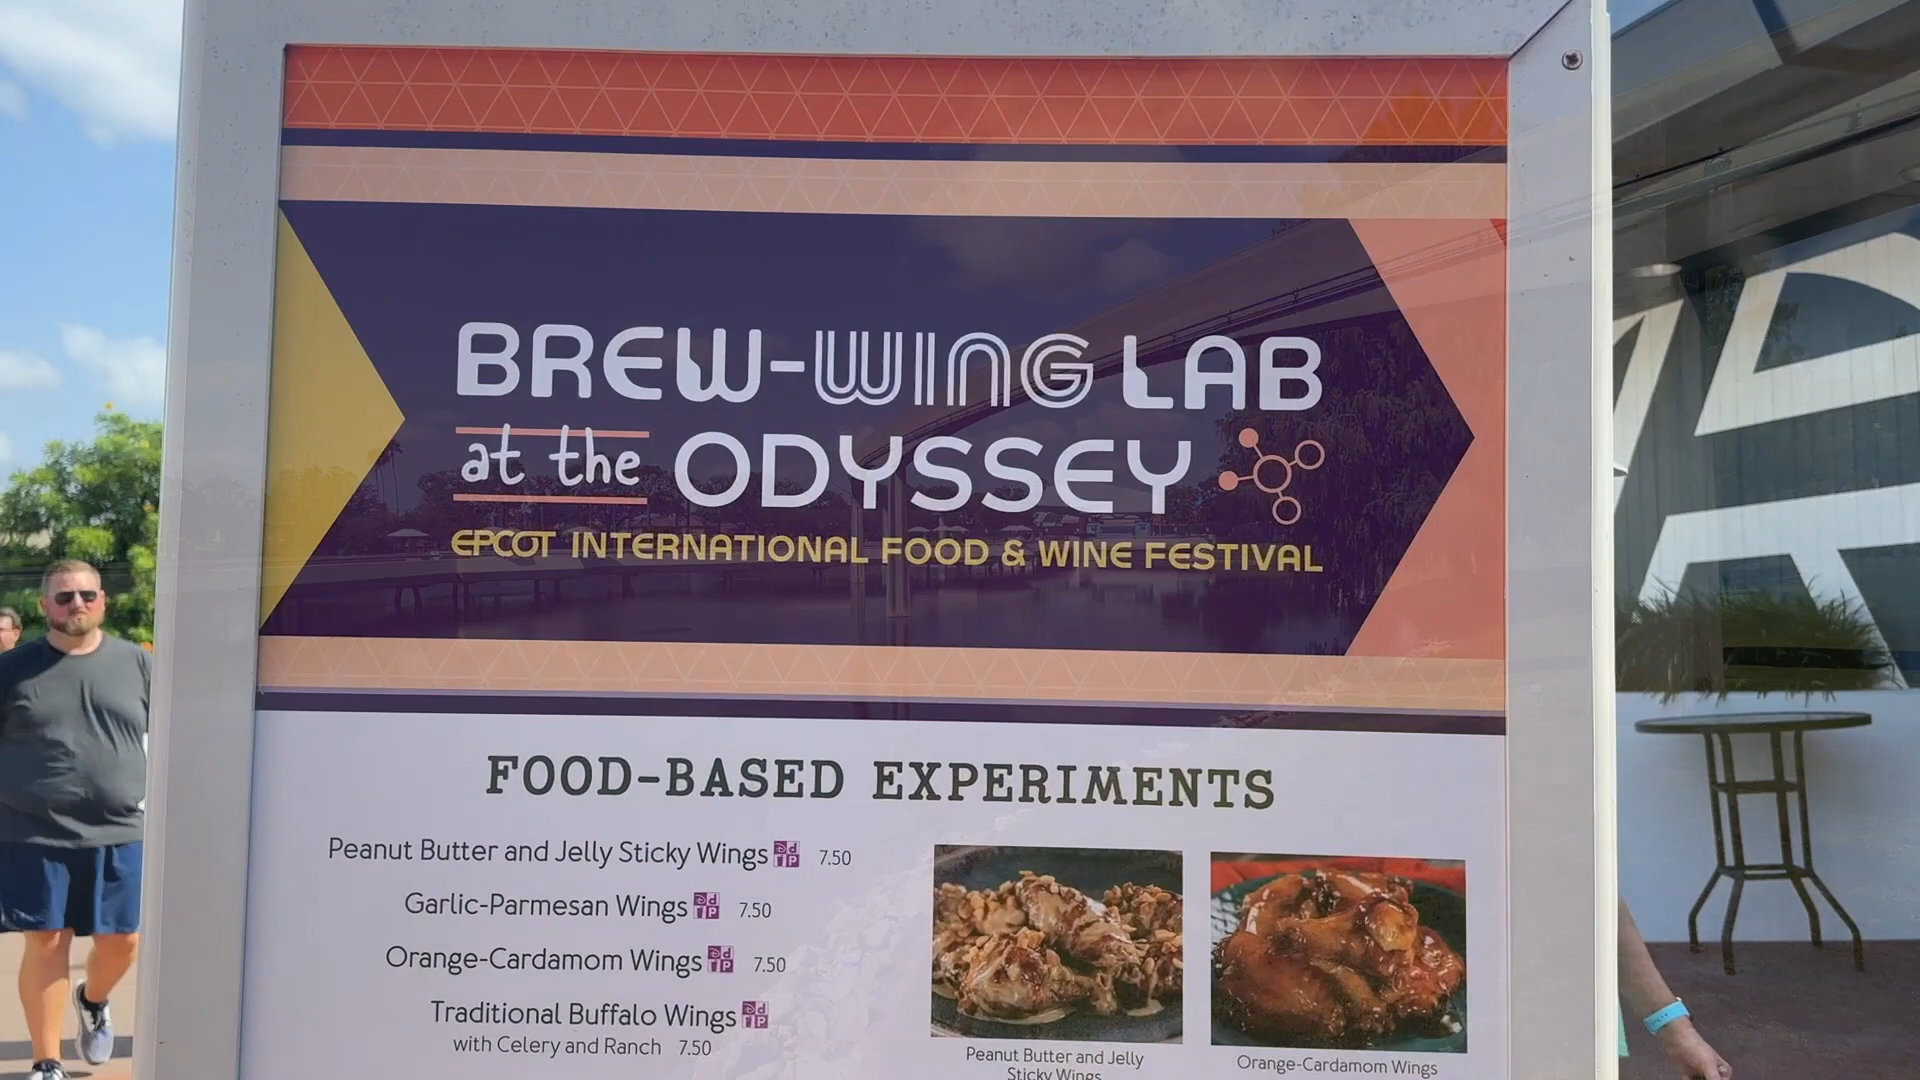 BREW-WING LAB
at the ODYSSEY
EPCOT INTERNATIONAL FOOD & WINE FESTIVAL
FOOD-BASED EXPERIMENTS
Peanut Butter and Jelly Sticky Wings 7.50
Garlic-Parmesan Wings 7.50
Orange-Cardamom Wings 7.50
Traditional Buffalo Wings
with Celery and Ranch 7.50
Peanut Butter and Jelly
Sticky Wings
Orange-Cardamom Wings